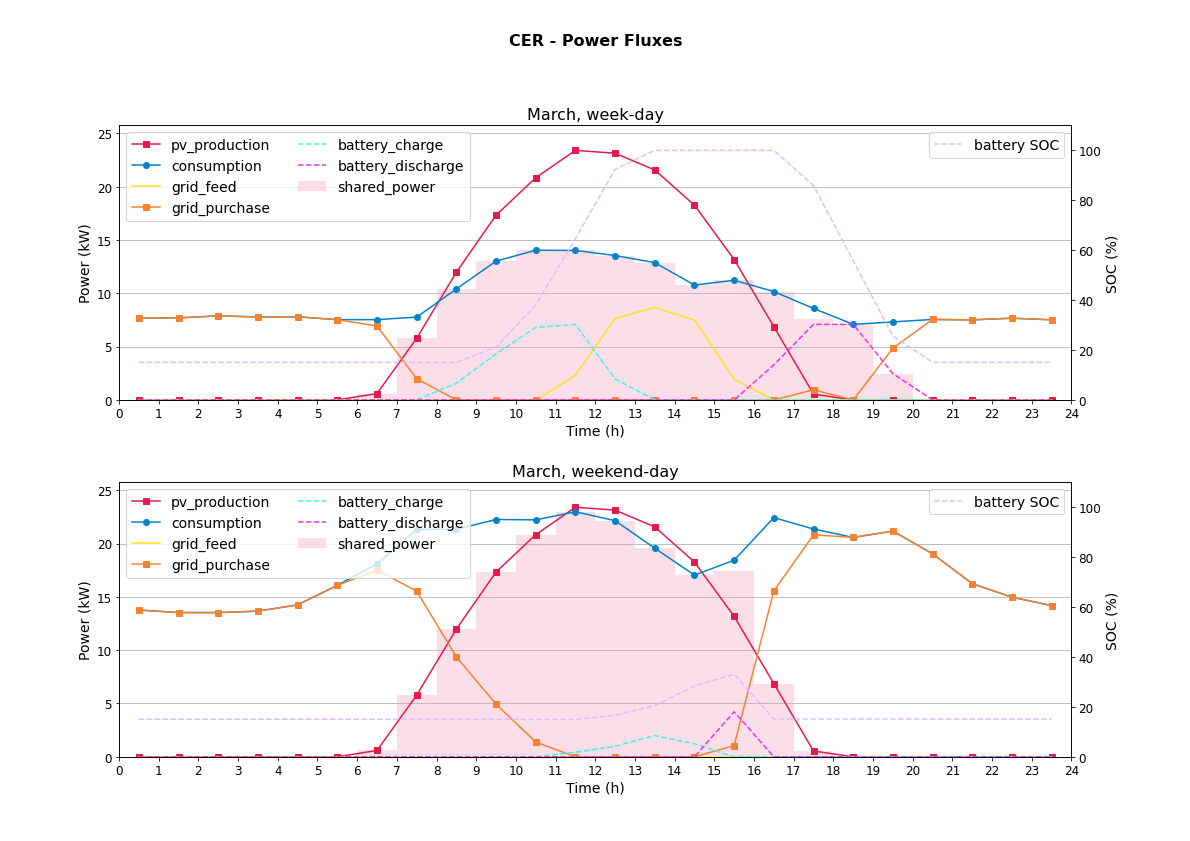 CER - Power Fluxes
March, week-day
pv_production
consumption
grid_feed
grid_purchase
battery_charge
battery_discharge
shared_power
battery SOC
Power (kW)
25
20
15
10
5
0
SOC (%)
100
80
60
40
20
0
0 1 2 3 4 5 6 7 8 9 10 11 12 13 14 15 16 17 18 19 20 21 22 23 24
Time (h)
March, weekend-day
pv_production
consumption
grid_feed
grid_purchase
battery_charge
battery_discharge
shared_power
battery SOC
Power (kW)
25
20
15
10
5
0
SOC (%)
100
80
60
40
20
0
0 1 2 3 4 5 6 7 8 9 10 11 12 13 14 15 16 17 18 19 20 21 22 23 24
Time (h)